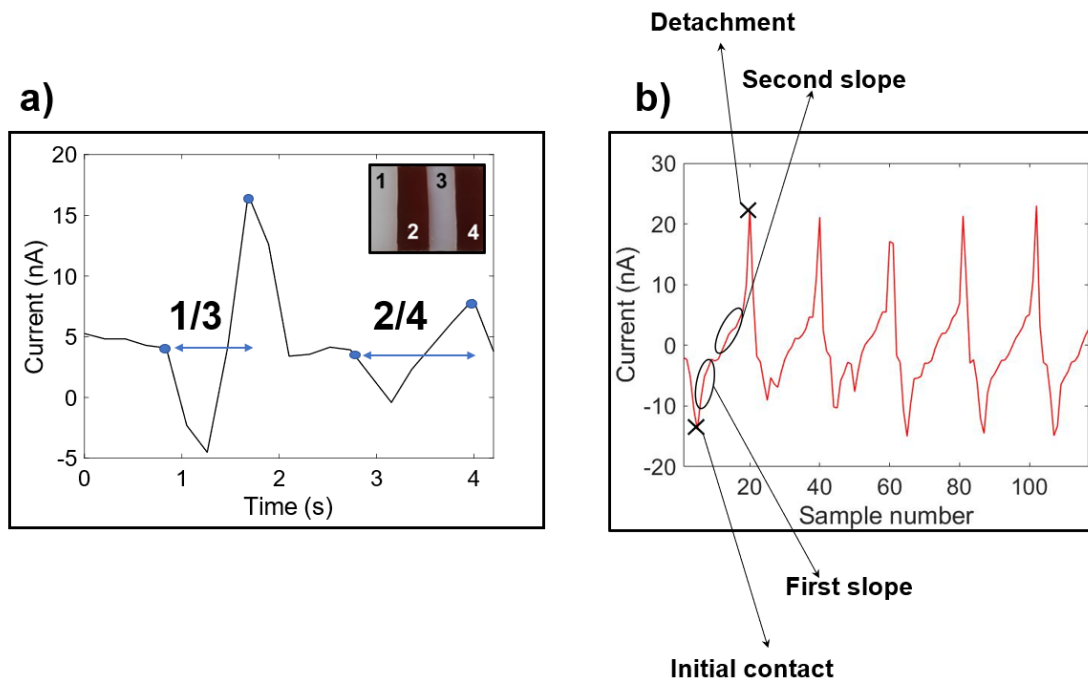 Detachment
Second slope
a)
b)
20
15
10
5
0
-5
Current (nA)
0
1
2
3
4
Time (s)
1/3
2/4
1
3
2
4
30
20
10
0
-10
-20
Current (nA)
20
40
60
80
100
Sample number
First slope
Initial contact